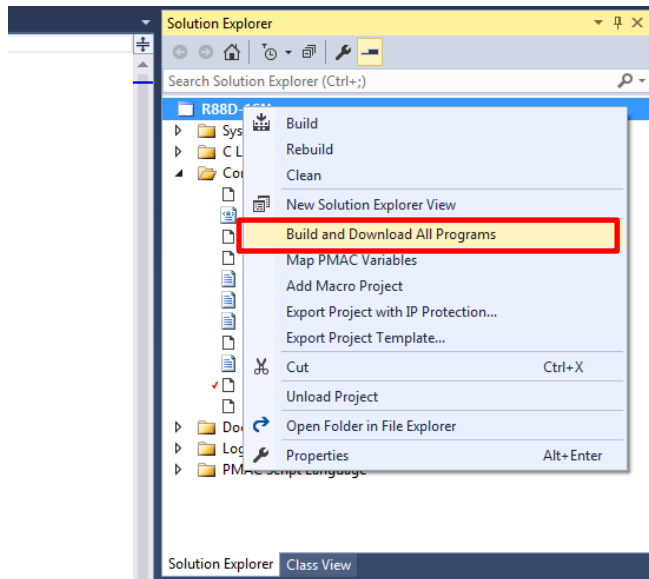 Solution Explorer
Search Solution Explorer (Ctrl+;)
R88D-1SN
Sys
Build
C L
Rebuild
Co
Clean
New Solution Explorer View
Build and Download All Programs
Map PMAC Variables
Add Macro Project
Export Project with IP Protection...
Export Project Template...
Cut Ctrl+X
Unload Project
Do
Open Folder in File Explorer
Log
Properties Alt+Enter
PMAC Script Language
Solution Explorer Class View